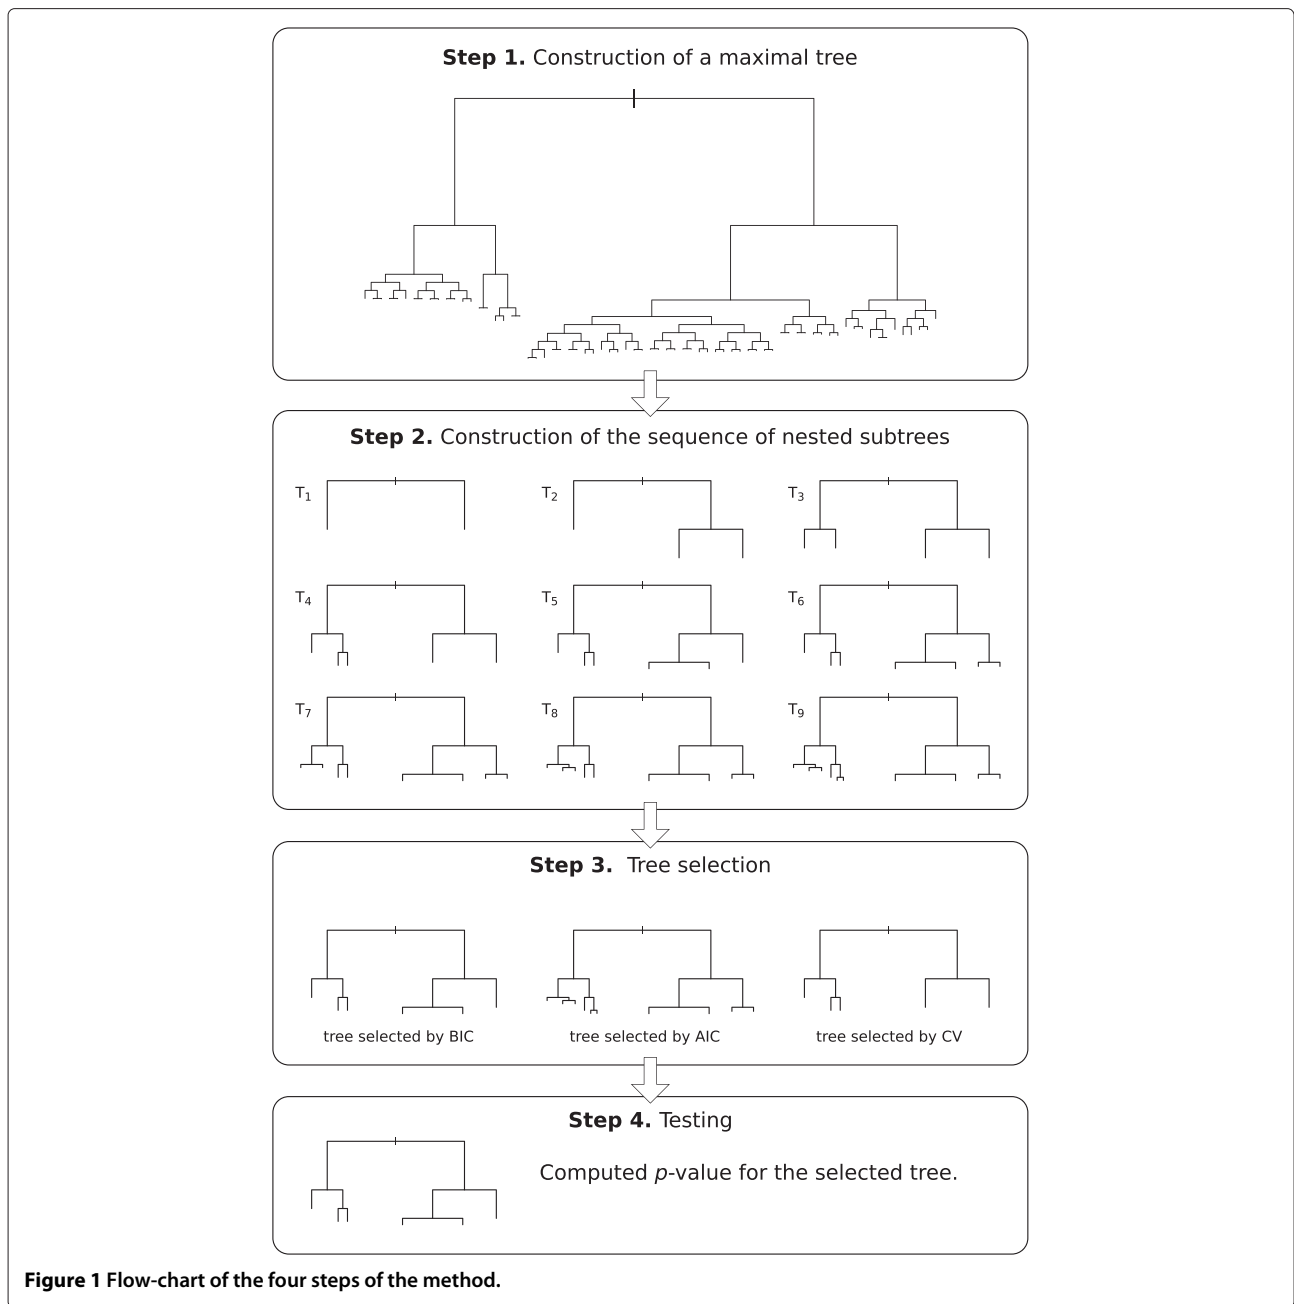 Step 1. Construction of a maximal tree
Step 2. Construction of the sequence of nested subtrees
T1 T2 T3
T4 T5 T6
T7 T8 T9
Step 3. Tree selection
tree selected by BIC tree selected by AIC tree selected by CV
Step 4. Testing
Computed p-value for the selected tree.
Figure 1 Flow-chart of the four steps of the method.